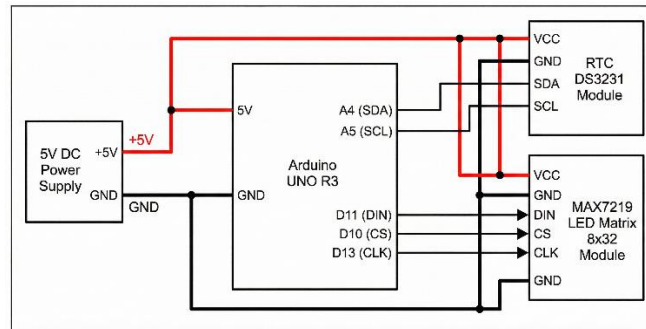 5V DC
Power
Supply
+5V
GND
+5V
GND
5V
GND
Arduino
UNO R3
A4 (SDA)
A5 (SCL)
D11 (DIN)
D10 (CS)
D13 (CLK)
VCC
GND
SDA
SCL
RTC
DS3231
Module
VCC
GND
DIN
CS
CLK
GND
MAX7219
LED Matrix
8x32
Module